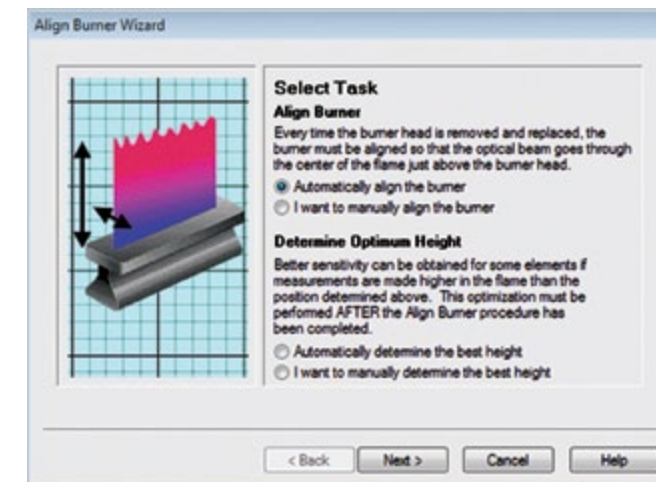 Align Burner Wizard
Select Task
Align Burner
Every time the burner head is removed and replaced, the
burner must be aligned so that the optical beam goes through
the center of the flame just above the burner head.
Automatically align the burner
I want to manually align the burner
Determine Optimum Height
Better sensitivity can be obtained for some elements if
measurements are made higher in the flame than the
position determined above. This optimization must be
performed AFTER the Align Burner procedure has
been completed.
Automatically determine the best height
I want to manually determine the best height
< Back
Next >
Cancel
Help